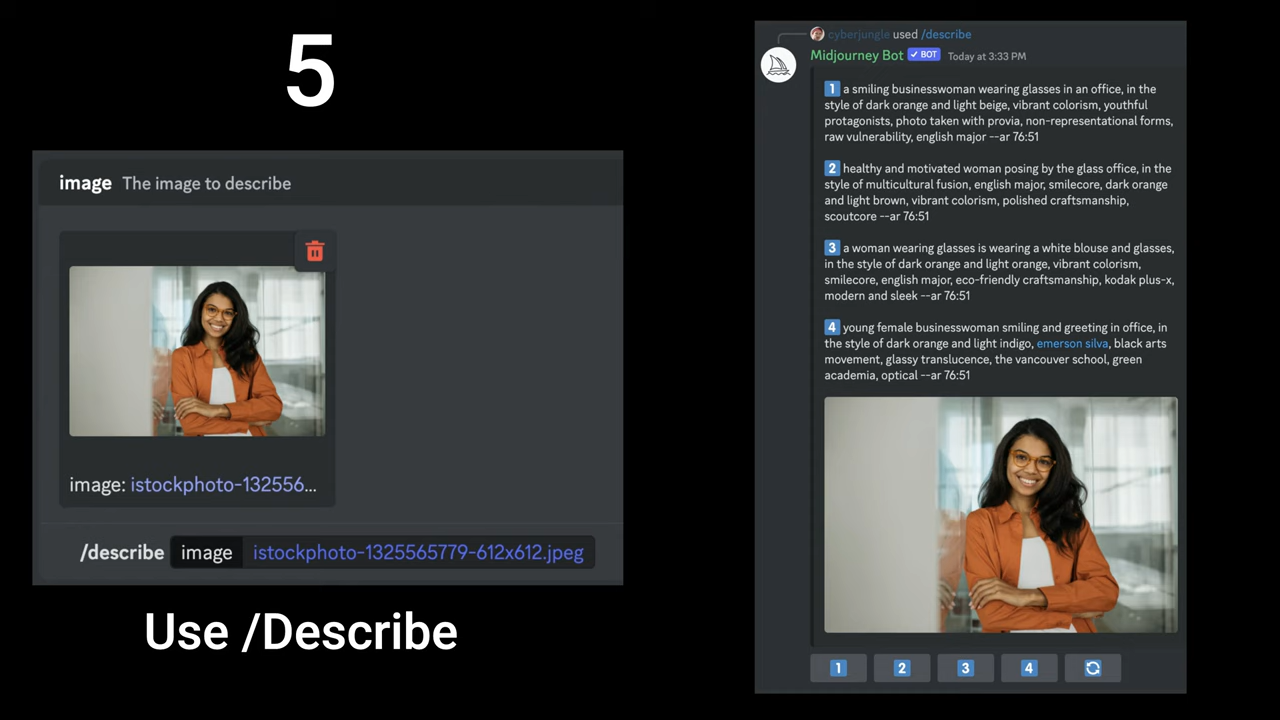 5
image The image to describe
image: istockphoto-132556...
/describe image istockphoto-1325565779-612x612.jpeg
Use /Describe
cyberjungle used /describe
Midjourney Bot ✓ BOT Today at 3:33 PM
1 a smiling businesswoman wearing glasses in an office, in the
style of dark orange and light beige, vibrant colorism, youthful
protagonists, photo taken with provia, non-representational forms,
raw vulnerability, english major --ar 76:51
2 healthy and motivated woman posing by the glass office, in the
style of multicultural fusion, english major, smilecore, dark orange
and light brown, vibrant colorism, polished craftsmanship,
scoutcore --ar 76:51
3 a woman wearing glasses is wearing a white blouse and glasses,
in the style of dark orange and light orange, vibrant colorism,
smilecore, english major, eco-friendly craftsmanship, kodak plus-x,
modern and sleek --ar 76:51
4 young female businesswoman smiling and greeting in office, in
the style of dark orange and light indigo, emerson silva, black arts
movement, glassy translucence, the vancouver school, green
academia, optical --ar 76:51
1 2 3 4